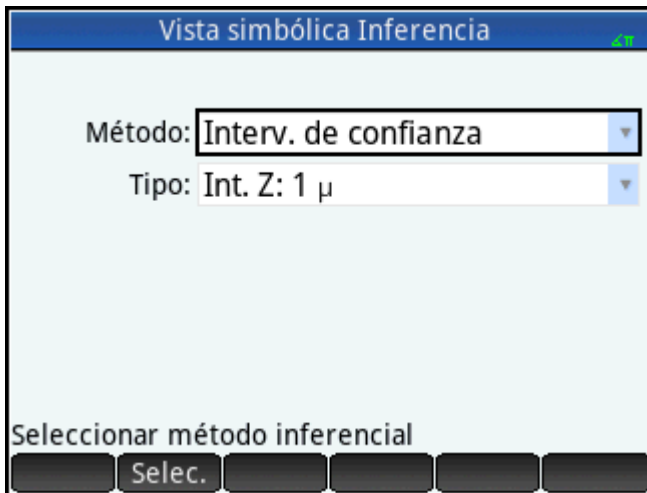 Vista simbólica Inferencia
∡π
Método: Interv. de confianza
Tipo: Int. Z: 1 μ
Seleccionar método inferencial
Selec.